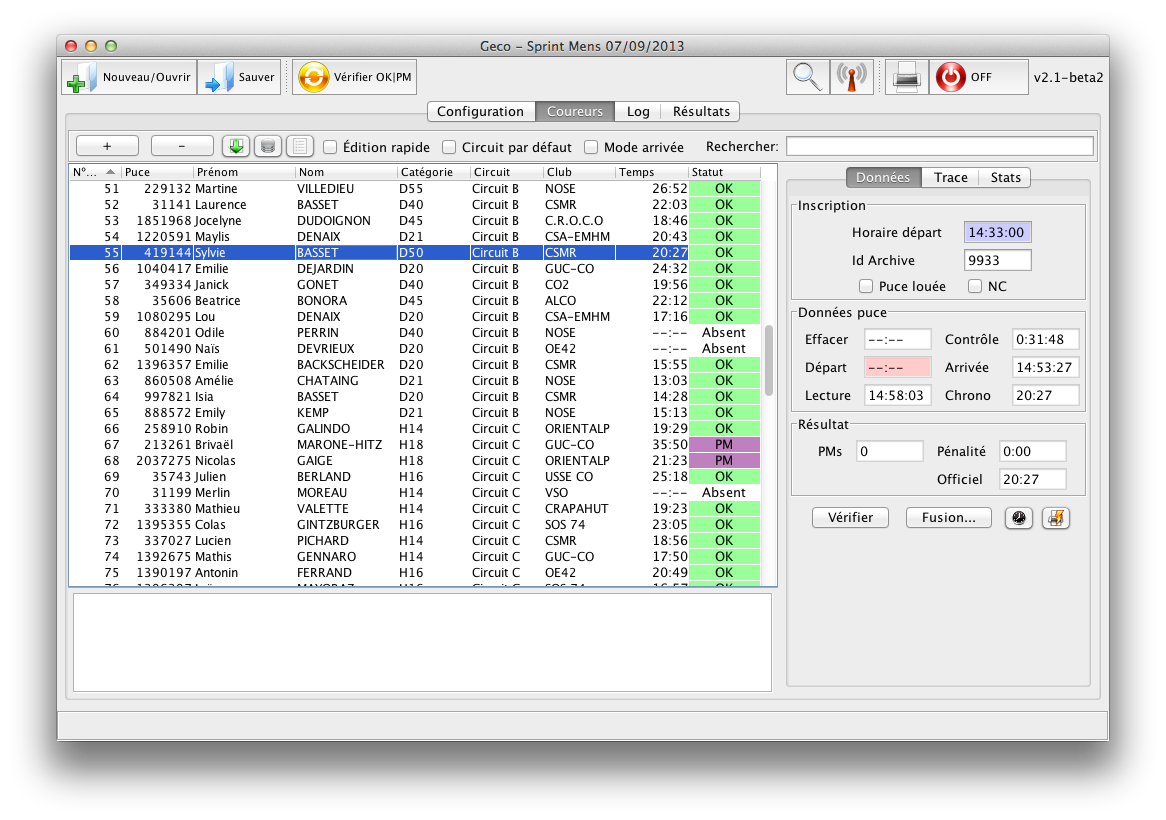 Geco – Sprint Mens 07/09/2013
Nouveau/Ouvrir Sauver Vérifier OK|PM OFF v2.1-beta2
Configuration Coureurs Log Résultats
+ – Édition rapide Circuit par défaut Mode arrivée Rechercher:
N°... Puce Prénom Nom Catégorie Circuit Club Temps Statut
51 229132 Martine VILLEDIEU D55 Circuit B NOSE 26:52 OK
52 31141 Laurence BASSET D40 Circuit B CSMR 22:03 OK
53 1851968 Jocelyne DUDOIGNON D45 Circuit B C.R.O.C.O 18:46 OK
54 1220591 Maylis DENAIX D21 Circuit B CSA-EMHM 20:43 OK
55 419144 Sylvie BASSET D50 Circuit B CSMR 20:27 OK
56 1040417 Emilie DEJARDIN D20 Circuit B GUC-CO 24:32 OK
57 349334 Janick GONET D40 Circuit B CO2 19:56 OK
58 35606 Beatrice BONORA D45 Circuit B ALCO 22:12 OK
59 1080295 Lou DENAIX D20 Circuit B CSA-EMHM 17:16 OK
60 884201 Odile PERRIN D40 Circuit B NOSE --:-- Absent
61 501490 Naïs DEVRIEUX D20 Circuit B OE42 --:-- Absent
62 1396357 Emilie BACKSCHEIDER D20 Circuit B CSMR 15:55 OK
63 860508 Amélie CHATAING D21 Circuit B NOSE 13:03 OK
64 997821 Isia BASSET D20 Circuit B CSMR 14:28 OK
65 888572 Emily KEMP D21 Circuit B NOSE 15:13 OK
66 258910 Robin GALINDO H14 Circuit C ORIENTALP 19:29 OK
67 213261 Brivaël MARONE-HITZ H18 Circuit C GUC-CO 35:50 PM
68 2037275 Nicolas GAIGE H18 Circuit C ORIENTALP 21:23 PM
69 35743 Julien BERLAND H16 Circuit C USSE CO 25:18 OK
70 31199 Merlin MOREAU H14 Circuit C VSO --:-- Absent
71 333380 Mathieu VALETTE H14 Circuit C CRAPAHUT 19:23 OK
72 1395355 Colas GINTZBURGER H16 Circuit C SOS 74 23:05 OK
73 337027 Lucien PICHARD H14 Circuit C CSMR 18:56 OK
74 1392675 Mathis GENNARO H14 Circuit C GUC-CO 17:50 OK
75 1390197 Antonin FERRAND H16 Circuit C OE42 20:49 OK
Données Trace Stats
Inscription
Horaire départ 14:33:00
Id Archive 9933
Puce louée NC
Données puce
Effacer --:-- Contrôle 0:31:48
Départ --:-- Arrivée 14:53:27
Lecture 14:58:03 Chrono 20:27
Résultat
PMs 0 Pénalité 0:00
Officiel 20:27
Vérifier Fusion...